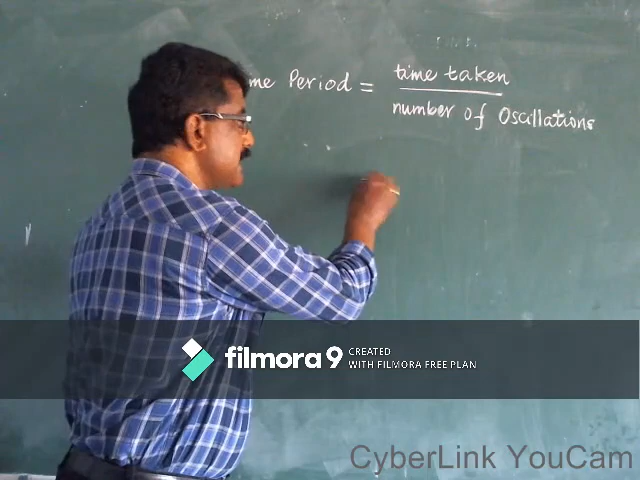 me Period = time taken
number of Oscillations
filmora 9 CREATED
WITH FILMORA FREE PLAN
CyberLink YouCam